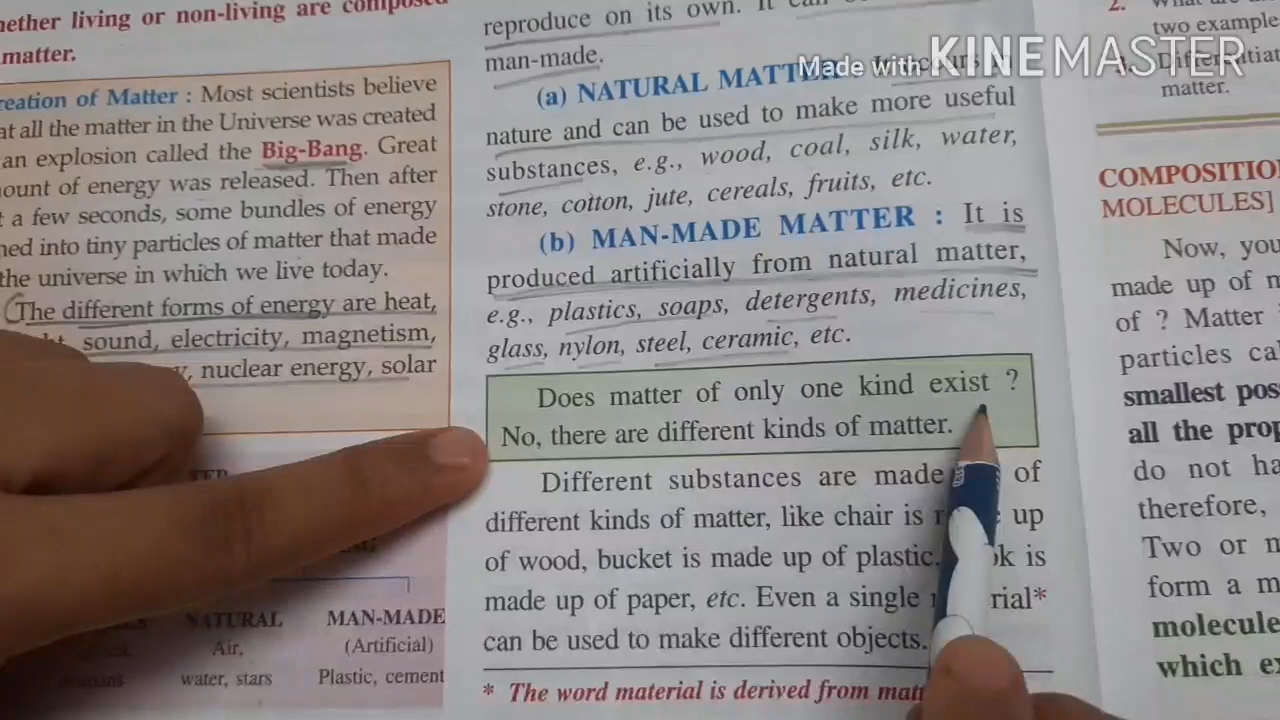 hether living or non-living are composed
matter.
reation of Matter : Most scientists believe
at all the matter in the Universe was created
an explosion called the Big-Bang. Great
ount of energy was released. Then after
t a few seconds, some bundles of energy
ned into tiny particles of matter that made
the universe in which we live today.
The different forms of energy are heat,
sound, electricity, magnetism,
nuclear energy, solar
NATURAL MAN-MADE
Air, (Artificial)
water, stars Plastic, cement
reproduce on its own. It can
man-made.
(a) NATURAL MATTER
nature and can be used to make more useful
substances, e.g., wood, coal, silk, water,
stone, cotton, jute, cereals, fruits, etc.
(b) MAN-MADE MATTER : It is
produced artificially from natural matter,
e.g., plastics, soaps, detergents, medicines,
glass, nylon, steel, ceramic, etc.
Does matter of only one kind exist ?
No, there are different kinds of matter.
Different substances are made of
different kinds of matter, like chair is up
of wood, bucket is made up of plastic. is
made up of paper, etc. Even a single rial*
can be used to make different objects.
* The word material is derived from
2. What are
two example
3. Differentiat
matter.
COMPOSITIO
MOLECULES]
Now, you
made up of m
of ? Matter
particles cal
smallest pos
all the prop
do not ha
therefore,
Two or m
form a m
molecule
which ex
Made with KINEMASTER